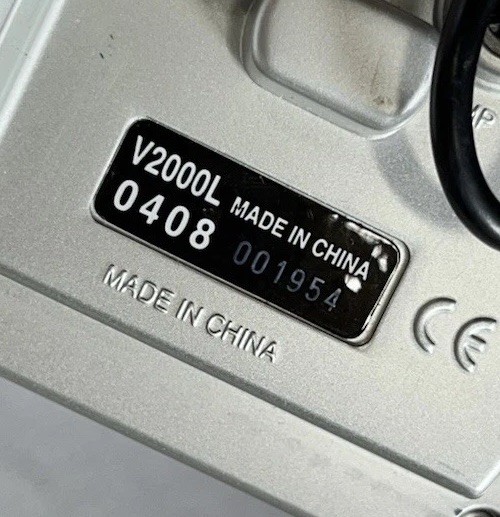 V2000L MADE IN CHINA
0408 001954
MADE IN CHINA
CE